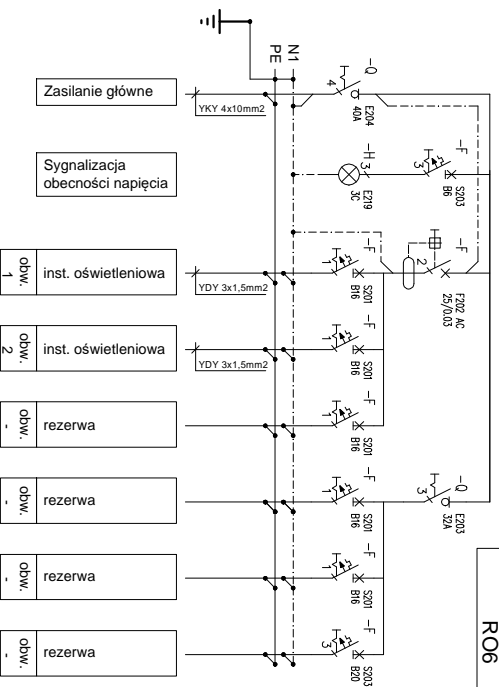 RO6
N1
PE
-Q
4
E204
40A
-H
3
E219
3C
-F
3
S203
B6
-F
2
F202 AC
25/0.03
-Q
3
E203
32A
-F
1
S201
B16
-F
1
S201
B16
-F
1
S201
B16
-F
1
S201
B16
-F
1
S201
B16
-F
3
S203
B20
YKY 4x10mm2
YDY 3x1,5mm2
YDY 3x1,5mm2
Zasilanie główne
Sygnalizacja
obecności napięcia
obw.
1
inst. oświetleniowa
obw.
2
inst. oświetleniowa
obw.
-
rezerwa
obw.
-
rezerwa
obw.
-
rezerwa
obw.
-
rezerwa